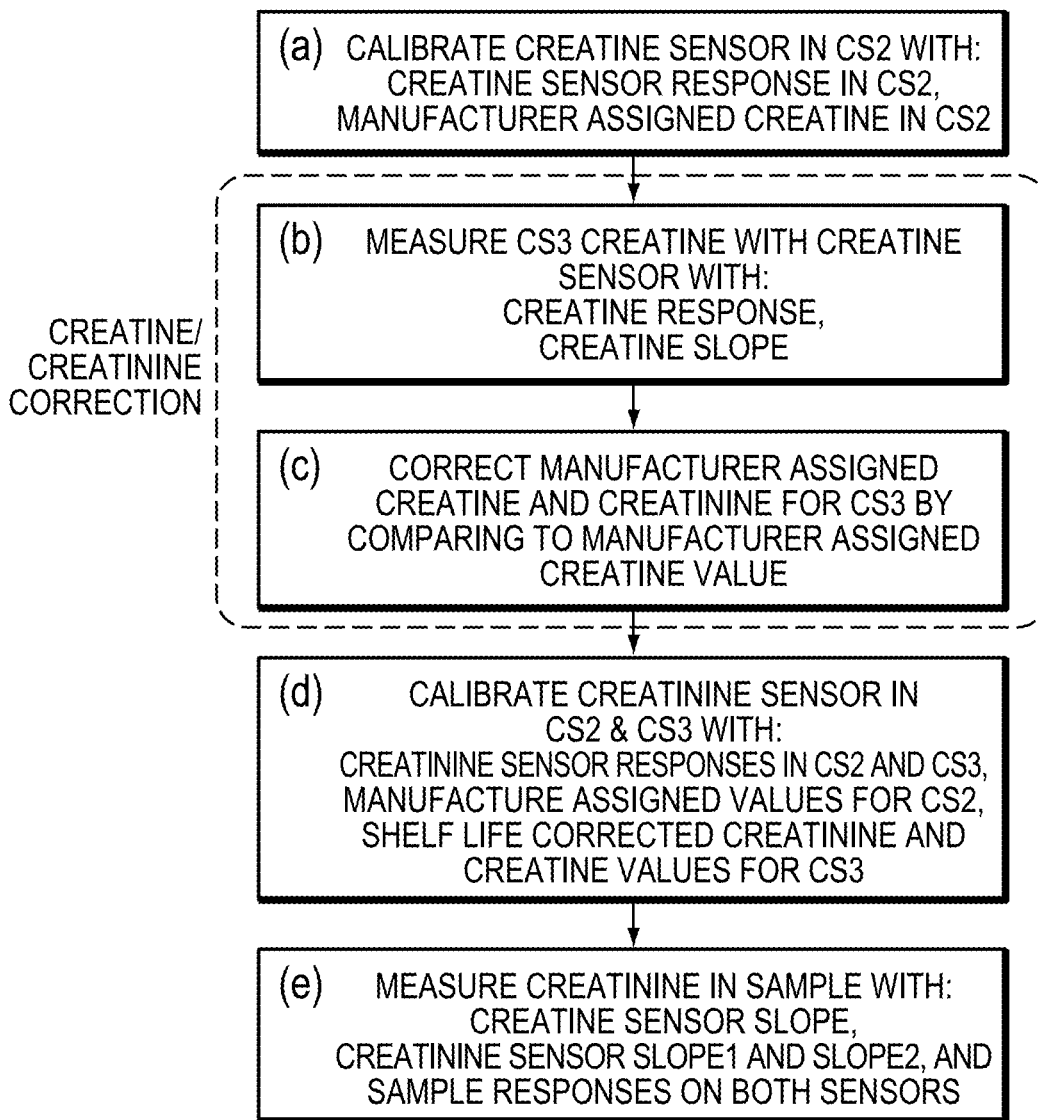 (a) CALIBRATE CREATINE SENSOR IN CS2 WITH:
CREATINE SENSOR RESPONSE IN CS2,
MANUFACTURER ASSIGNED CREATINE IN CS2
CREATINE/
CREATININE
CORRECTION
(b) MEASURE CS3 CREATINE WITH CREATINE
SENSOR WITH:
CREATINE RESPONSE,
CREATINE SLOPE
(c) CORRECT MANUFACTURER ASSIGNED
CREATINE AND CREATININE FOR CS3 BY
COMPARING TO MANUFACTURER ASSIGNED
CREATINE VALUE
(d) CALIBRATE CREATININE SENSOR IN
CS2 & CS3 WITH:
CREATININE SENSOR RESPONSES IN CS2 AND CS3,
MANUFACTURE ASSIGNED VALUES FOR CS2,
SHELF LIFE CORRECTED CREATININE AND
CREATINE VALUES FOR CS3
(e) MEASURE CREATININE IN SAMPLE WITH:
CREATINE SENSOR SLOPE,
CREATININE SENSOR SLOPE1 AND SLOPE2, AND
SAMPLE RESPONSES ON BOTH SENSORS